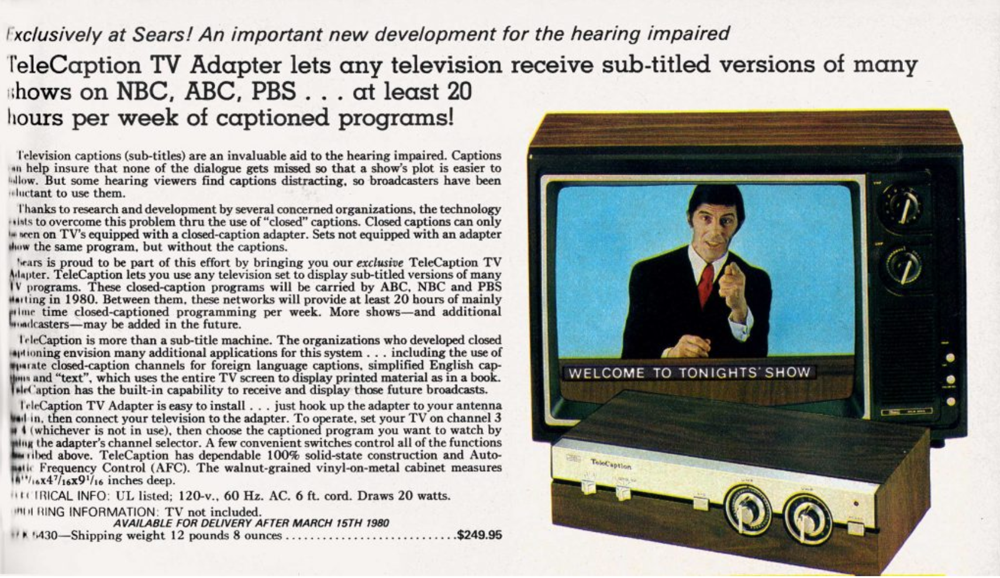 Exclusively at Sears! An important new development for the hearing impaired
TeleCaption TV Adapter lets any television receive sub-titled versions of many
shows on NBC, ABC, PBS . . . at least 20
hours per week of captioned programs!
Television captions (sub-titles) are an invaluable aid to the hearing impaired. Captions
can help insure that none of the dialogue gets missed so that a show's plot is easier to
follow. But some hearing viewers find captions distracting, so broadcasters have been
reluctant to use them.
Thanks to research and development by several concerned organizations, the technology
exists to overcome this problem thru the use of “closed” captions. Closed captions can only
be seen on TV's equipped with a closed-caption adapter. Sets not equipped with an adapter
show the same program, but without the captions.
Sears is proud to be part of this effort by bringing you our exclusive TeleCaption TV
Adapter. TeleCaption lets you use any television set to display sub-titled versions of many
TV programs. These closed-caption programs will be carried by ABC, NBC and PBS
starting in 1980. Between them, these networks will provide at least 20 hours of mainly
prime time closed-captioned programming per week. More shows—and additional
broadcasters—may be added in the future.
TeleCaption is more than a sub-title machine. The organizations who developed closed
captioning envision many additional applications for this system . . . including the use of
separate closed-caption channels for foreign language captions, simplified English cap-
tions and “text”, which uses the entire TV screen to display printed material as in a book.
TeleCaption has the built-in capability to receive and display those future broadcasts.
TeleCaption TV Adapter is easy to install . . . just hook up the adapter to your antenna
lead in, then connect your television to the adapter. To operate, set your TV on channel 3
or 4 (whichever is not in use), then choose the captioned program you want to watch by
using the adapter's channel selector. A few convenient switches control all of the functions
described above. TeleCaption has dependable 100% solid-state construction and Auto-
matic Frequency Control (AFC). The walnut-grained vinyl-on-metal cabinet measures
x4⁷/₁₆x9¹/₁₆ inches deep.
ELECTRICAL INFO: UL listed; 120-v., 60 Hz. AC. 6 ft. cord. Draws 20 watts.
ORDERING INFORMATION: TV not included.
AVAILABLE FOR DELIVERY AFTER MARCH 15TH 1980
5430—Shipping weight 12 pounds 8 ounces ............................$249.95
WELCOME TO TONIGHTS' SHOW
TeleCaption